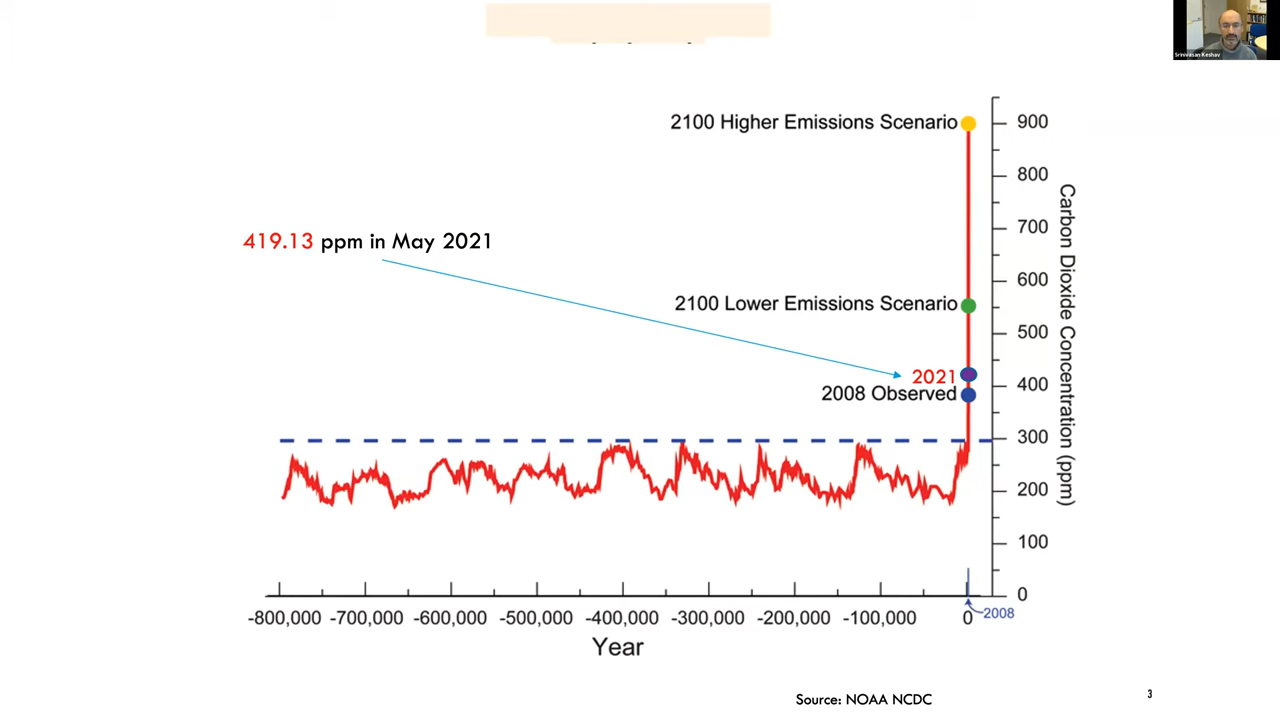 Srinivasan Keshav
2100 Higher Emissions Scenario
900
800
419.13 ppm in May 2021
700
600
2100 Lower Emissions Scenario
500
2021
400
2008 Observed
300
200
100
0
Carbon Dioxide Concentration (ppm)
-800,000 -700,000 -600,000 -500,000 -400,000 -300,000 -200,000 -100,000 0 2008
Year
Source: NOAA NCDC
3